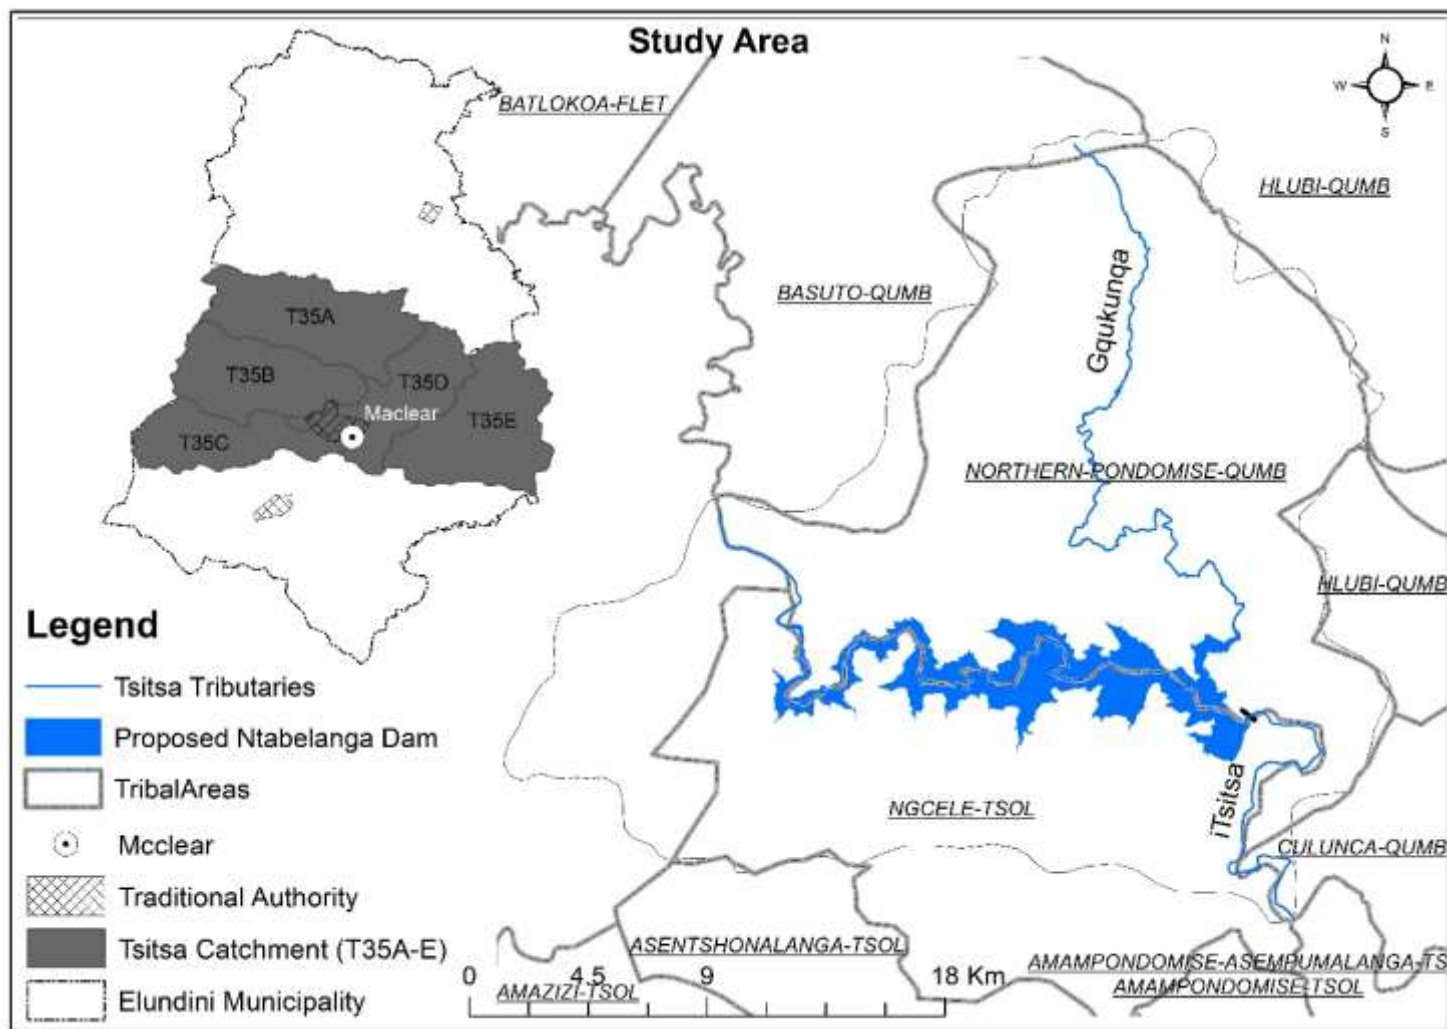 Study Area
N
W E
S
BATLOKOA-FLET
HLUBI-QUMB
BASUTO-QUMB
Gqukunqa
T35A
T35B
T35D
Maclear
T35E
T35C
NORTHERN-PONDOMISE-QUMB
HLUBI-QUMB
Legend
Tsitsa Tributaries
Proposed Ntabelanga Dam
TribalAreas
Mcclear
Traditional Authority
Tsitsa Catchment (T35A-E)
Elundini Municipality
iTsitsa
NGCELE-TSOL
CULUNCA-QUMB
ASENTSHONALANGA-TSOL
AMAMPONDOMISE-ASEMPUMALANGA-TS
AMAMPONDOMISE-TSOL
AMAZIZI-TSOL
0 4.5 9 18 Km